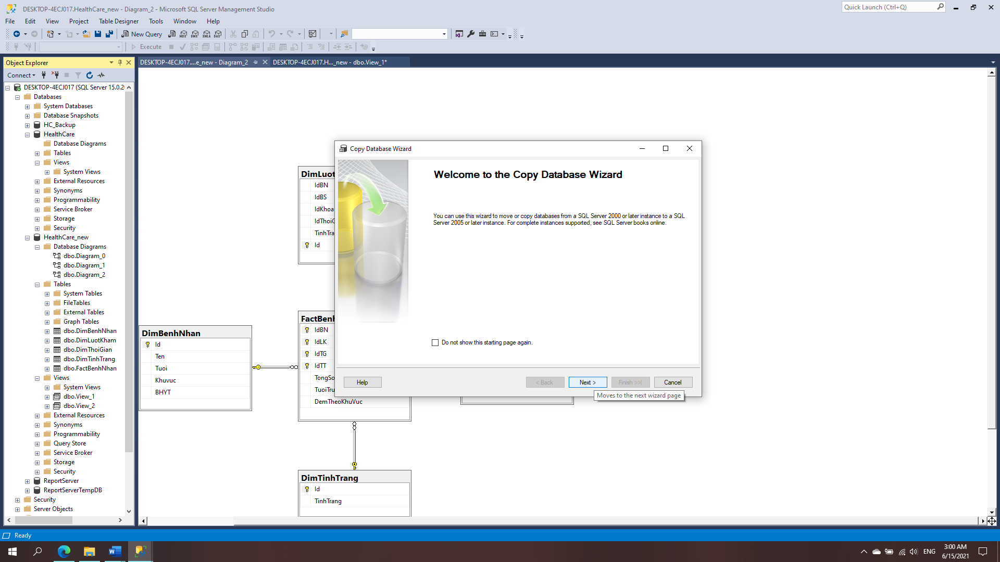 DESKTOP-4ECJ017.HealthCare_new - Diagram_2 - Microsoft SQL Server Management Studio
Quick Launch (Ctrl+Q)
File Edit View Project Table Designer Tools Window Help
New Query
MDX DMX XMLA DAX
Execute
Object Explorer
DESKTOP-4ECJ017....e_new - Diagram_2
DESKTOP-4ECJ017.H..._new - dbo.View_1*
Connect
DESKTOP-4ECJ017 (SQL Server 15.0.2
Databases
System Databases
Database Snapshots
HC_Backup
HealthCare
Database Diagrams
Tables
Views
System Views
External Resources
Synonyms
Programmability
Service Broker
Storage
Security
HealthCare_new
Database Diagrams
dbo.Diagram_0
dbo.Diagram_1
dbo.Diagram_2
Tables
System Tables
FileTables
External Tables
Graph Tables
dbo.DimBenhNhan
dbo.DimLuotKham
dbo.DimThoiGian
dbo.DimTinhTrang
dbo.FactBenhNhan
Views
System Views
dbo.View_1
dbo.View_2
External Resources
Synonyms
Programmability
Query Store
Service Broker
Storage
Security
ReportServer
ReportServerTempDB
Security
Server Objects
DimLuot
IdBN
IdBS
IdKhoa
IdThoiG
TinhTra
Id
DimBenhNhan
Id
Ten
Tuoi
Khuvuc
BHYT
FactBenh
IdBN
IdLK
IdTG
IdTT
TongSo
TuoiTru
DemTheoKhuVuc
DimTinhTrang
Id
TinhTrang
Copy Database Wizard
Welcome to the Copy Database Wizard
You can use this wizard to move or copy databases from a SQL Server 2000 or later instance to a SQL
Server 2005 or later instance. For complete instances supported, see SQL Server books online.
Do not show this starting page again.
Help
< Back
Next >
Finish >>|
Cancel
Moves to the next wizard page
Ready
ENG
3:00 AM
6/15/2021